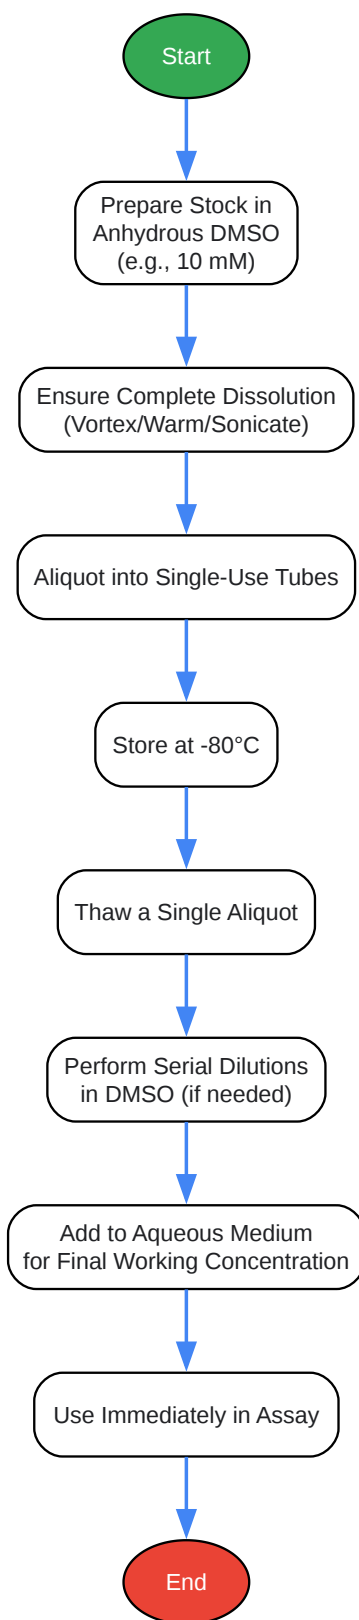 Start
Prepare Stock in
Anhydrous DMSO
(e.g., 10 mM)
Ensure Complete Dissolution
(Vortex/Warm/Sonicate)
Aliquot into Single-Use Tubes
Store at -80°C
Thaw a Single Aliquot
Perform Serial Dilutions
in DMSO (if needed)
Add to Aqueous Medium
for Final Working Concentration
Use Immediately in Assay
End